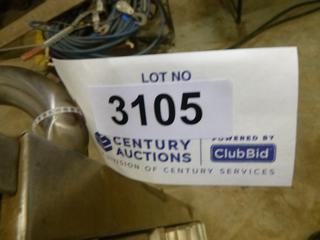 LOT NO
3105
CENTURY AUCTIONS
POWERED BY
ClubBid
DIVISION OF CENTURY SERVICES